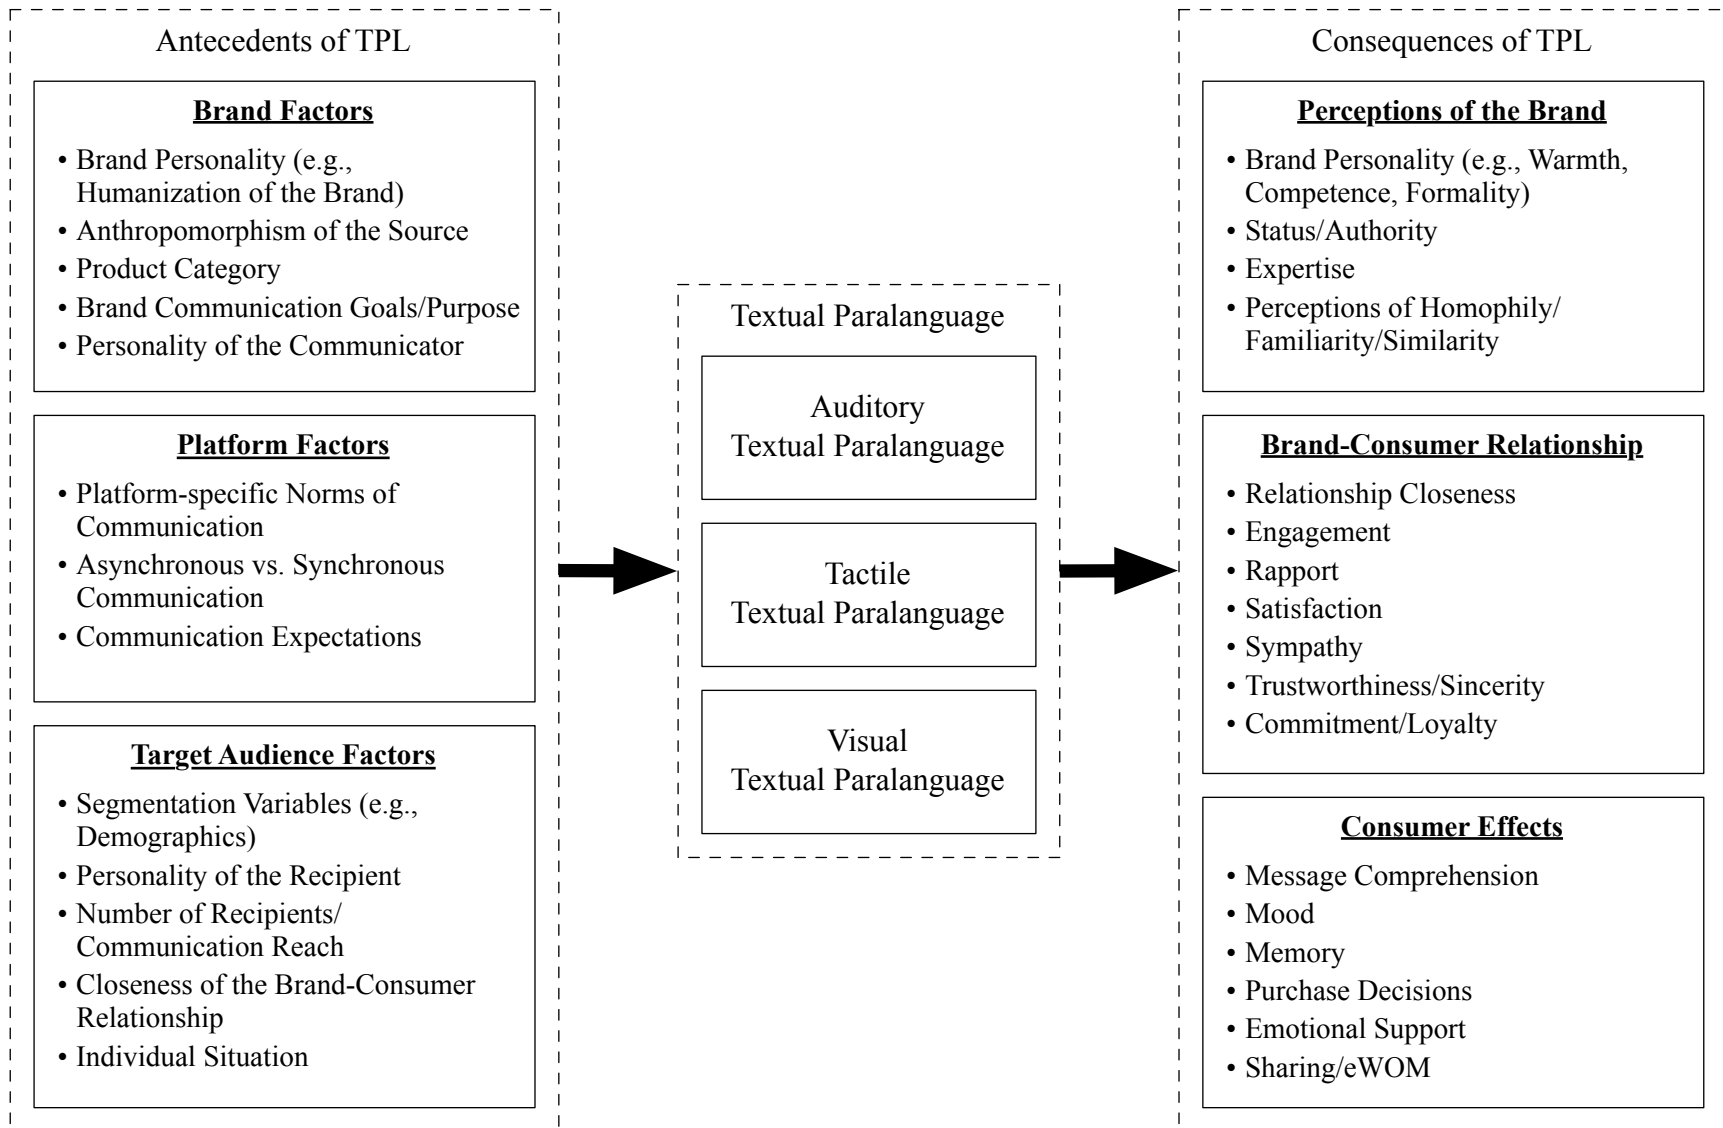 Antecedents of TPL
Brand Factors
• Brand Personality (e.g.,
Humanization of the Brand)
• Anthropomorphism of the Source
• Product Category
• Brand Communication Goals/Purpose
• Personality of the Communicator
Platform Factors
• Platform-specific Norms of
Communication
• Asynchronous vs. Synchronous
Communication
• Communication Expectations
Target Audience Factors
• Segmentation Variables (e.g.,
Demographics)
• Personality of the Recipient
• Number of Recipients/
Communication Reach
• Closeness of the Brand-Consumer
Relationship
• Individual Situation
Textual Paralanguage
Auditory
Textual Paralanguage
Tactile
Textual Paralanguage
Visual
Textual Paralanguage
Consequences of TPL
Perceptions of the Brand
• Brand Personality (e.g., Warmth,
Competence, Formality)
• Status/Authority
• Expertise
• Perceptions of Homophily/
Familiarity/Similarity
Brand-Consumer Relationship
• Relationship Closeness
• Engagement
• Rapport
• Satisfaction
• Sympathy
• Trustworthiness/Sincerity
• Commitment/Loyalty
Consumer Effects
• Message Comprehension
• Mood
• Memory
• Purchase Decisions
• Emotional Support
• Sharing/eWOM